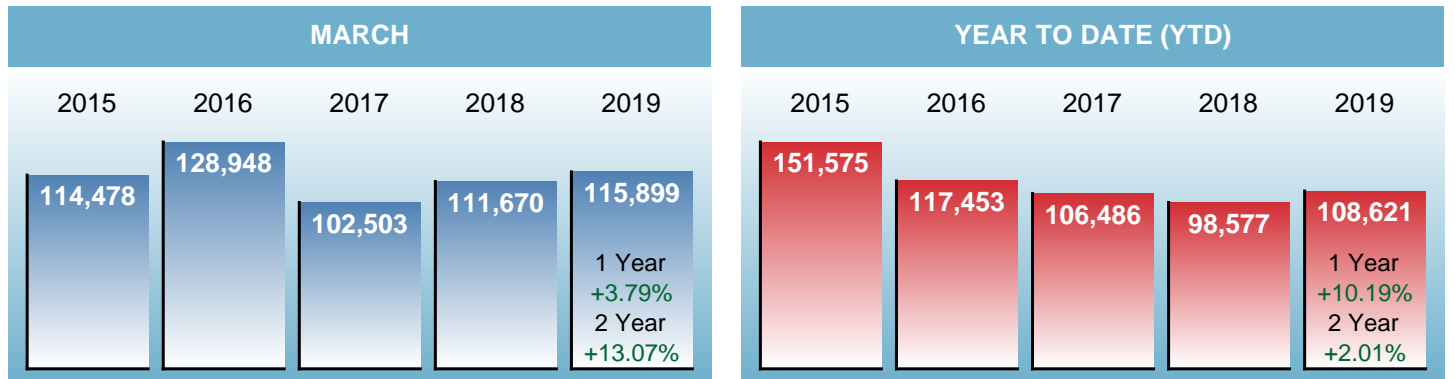 MARCH
2015 2016 2017 2018 2019
114,478 128,948 102,503 111,670 115,899
1 Year
+3.79%
2 Year
+13.07%
YEAR TO DATE (YTD)
2015 2016 2017 2018 2019
151,575 117,453 106,486 98,577 108,621
1 Year
+10.19%
2 Year
+2.01%